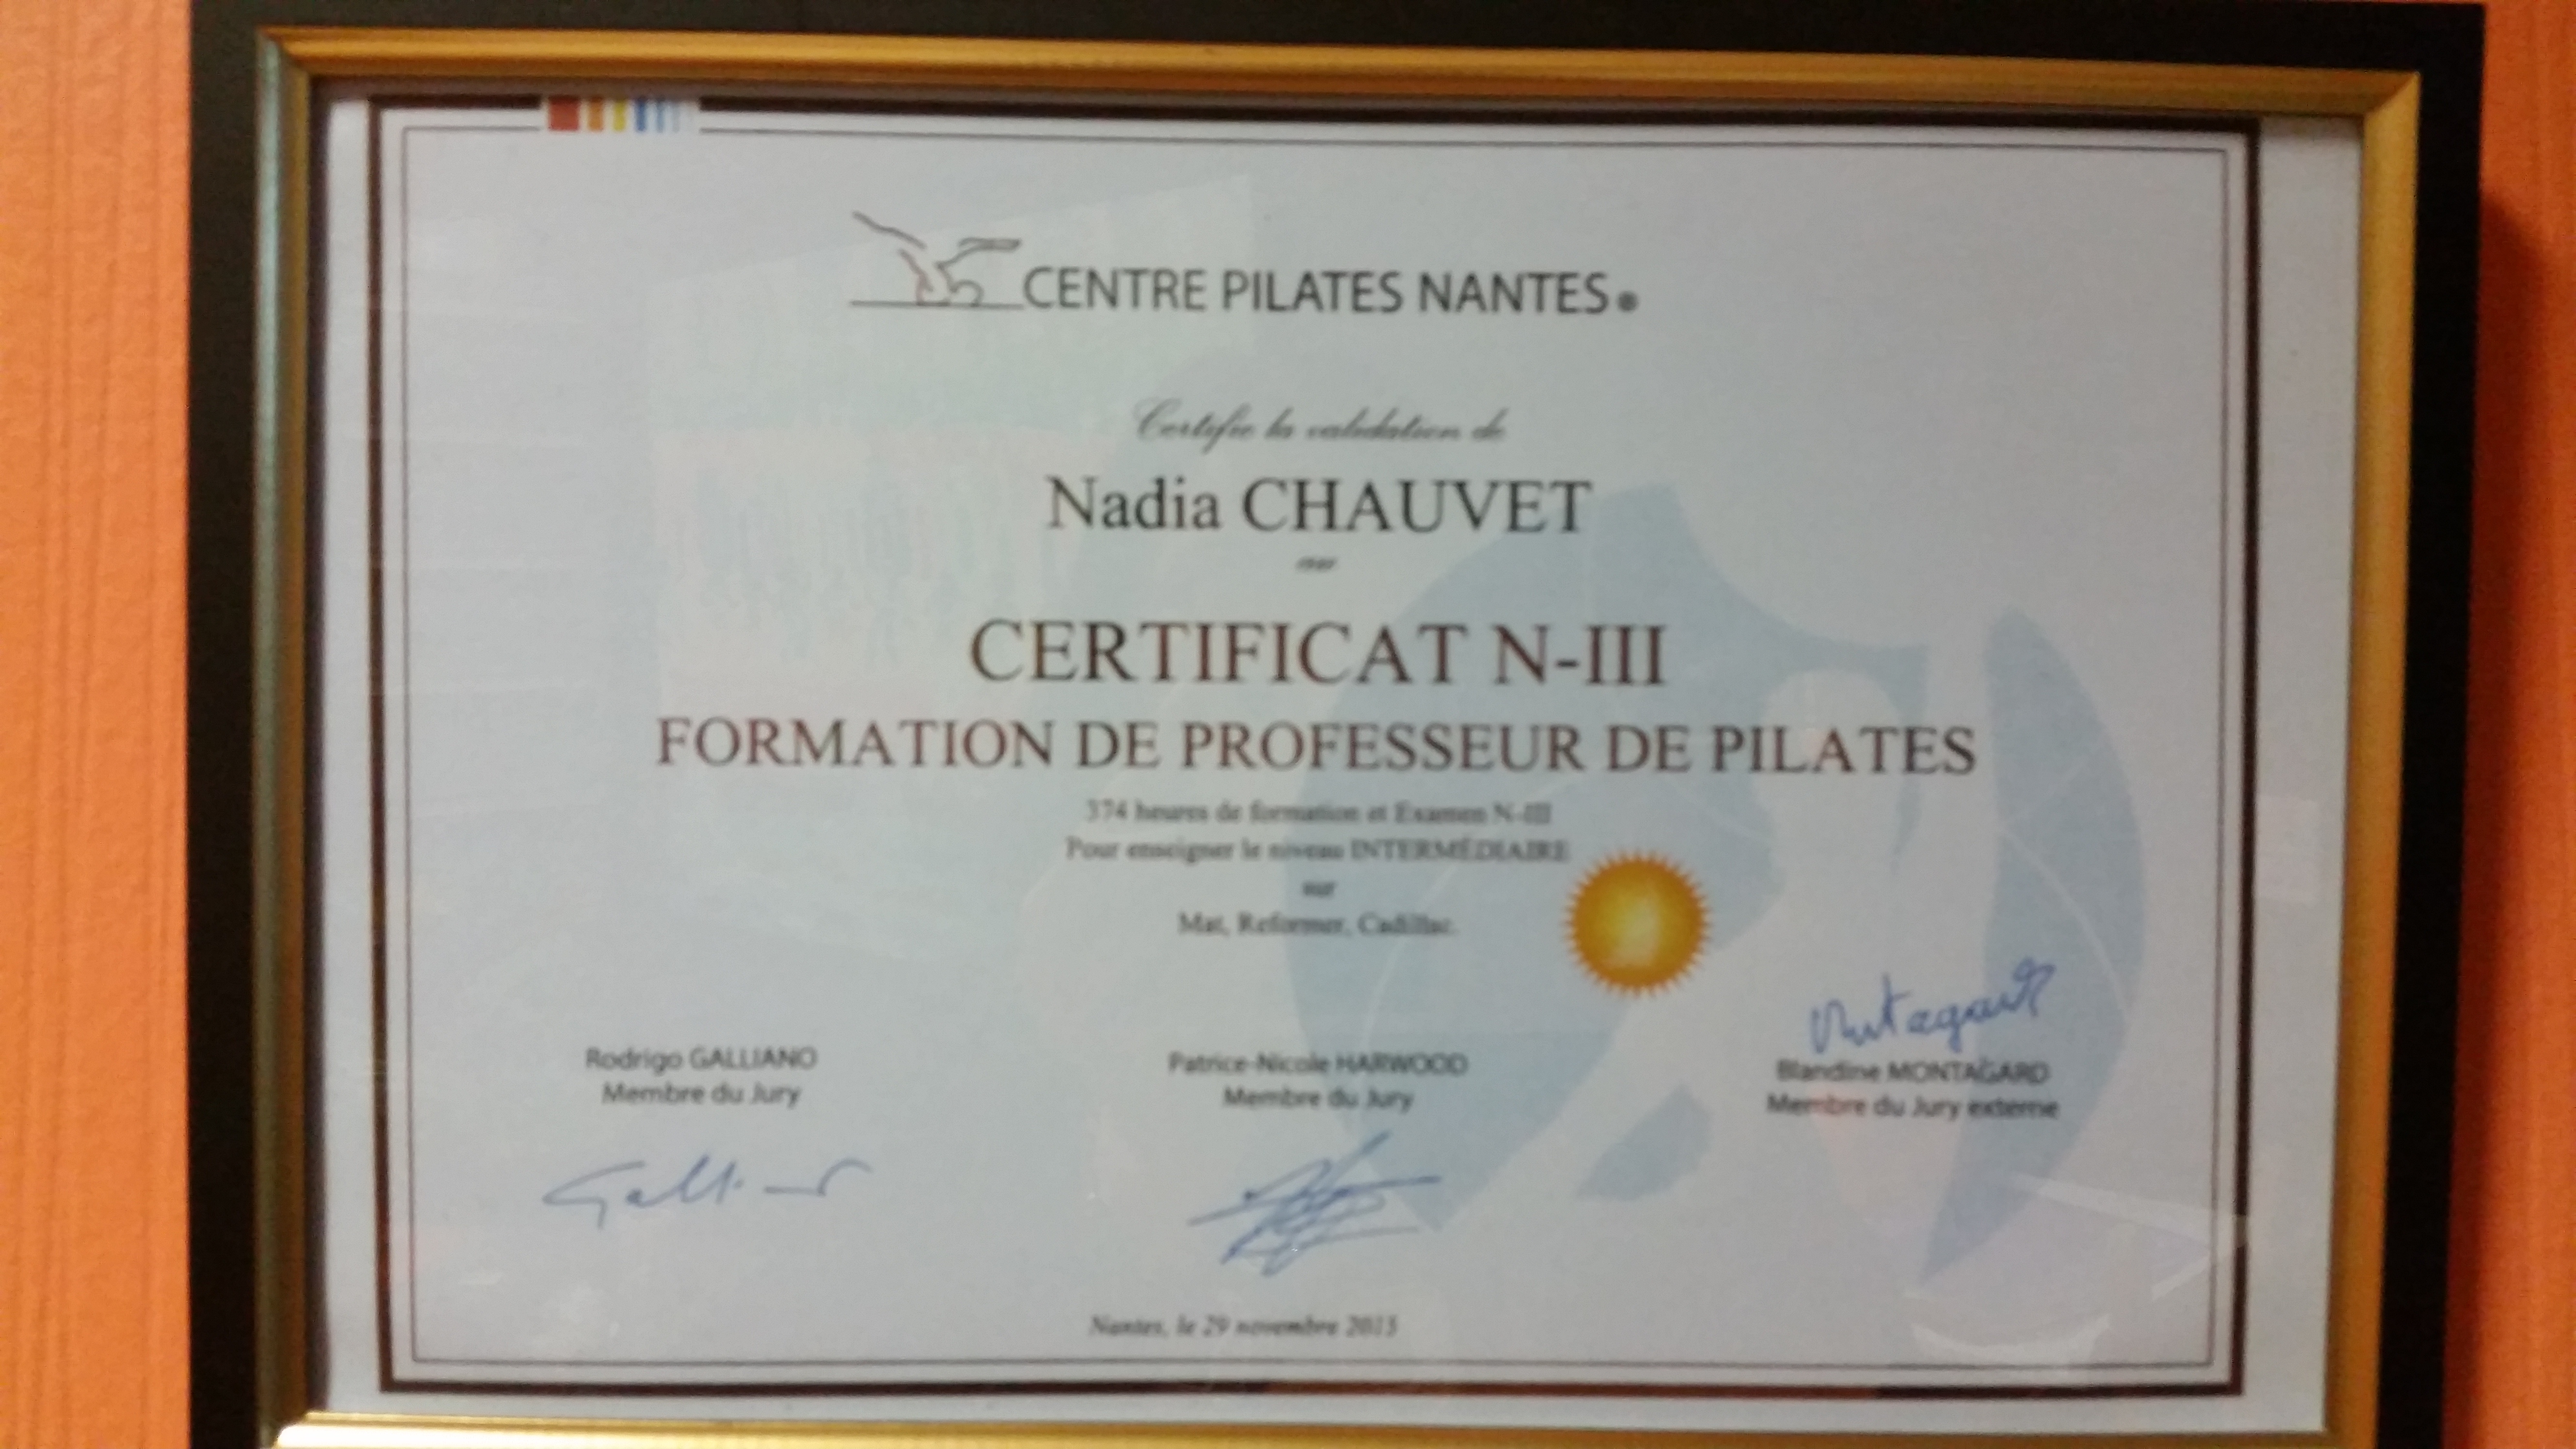 CENTRE PILATES NANTES®
Certifie la validation de
Nadia CHAUVET
sur
CERTIFICAT N-III
FORMATION DE PROFESSEUR DE PILATES
374 heures de formation et Examen N-III
Pour enseigner le niveau INTERMÉDIAIRE
sur
Mat, Reformer, Cadillac.
Rodrigo GALLIANO
Membre du Jury
Patrice-Nicole HARWOOD
Membre du Jury
Blandine MONTAGARD
Membre du Jury externe
Nantes, le 29 novembre 2015